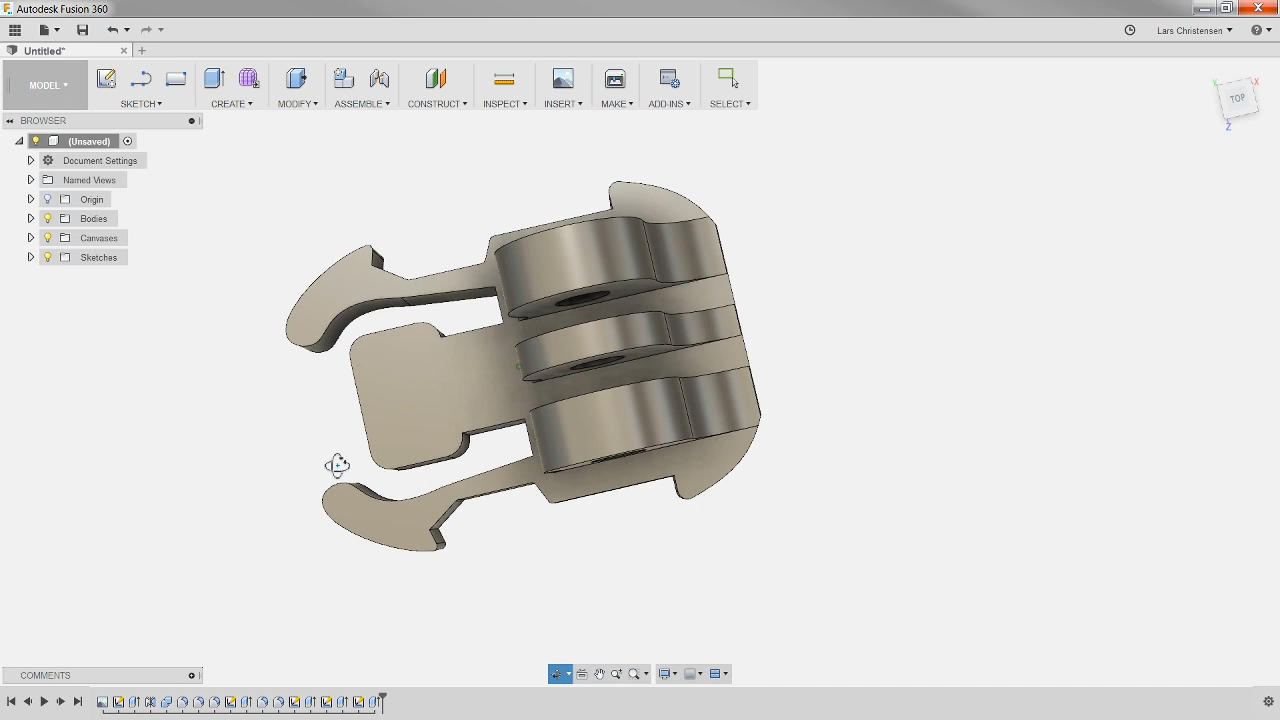 Autodesk Fusion 360
Lars Christensen
Untitled*
MODEL
SKETCH
CREATE
MODIFY
ASSEMBLE
CONSTRUCT
INSPECT
INSERT
MAKE
ADD-INS
SELECT
TOP
X
Y
Z
BROWSER
(Unsaved)
Document Settings
Named Views
Origin
Bodies
Canvases
Sketches
COMMENTS